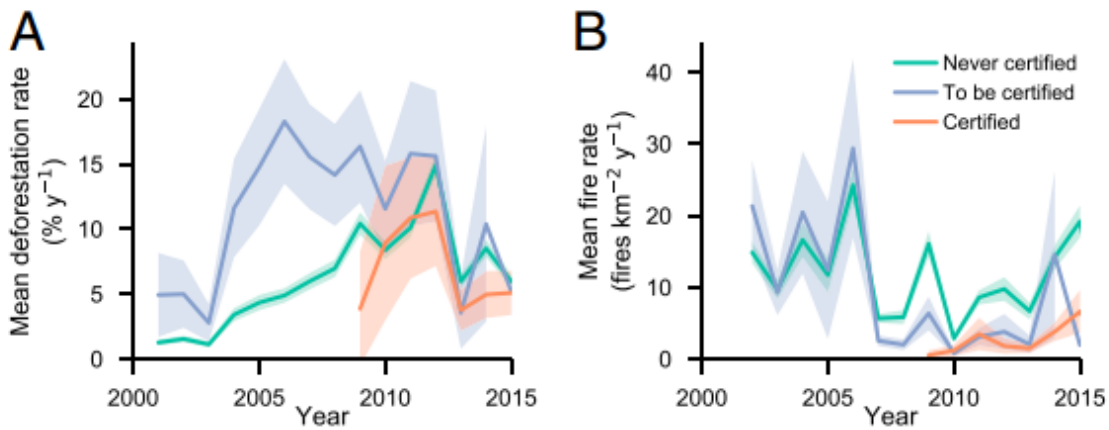 A
Mean deforestation rate
(% y⁻¹)
20
15
10
5
0
2000
2005
2010
2015
Year
B
Mean fire rate
(fires km⁻² y⁻¹)
40
30
20
10
0
2000
2005
2010
2015
Year
Never certified
To be certified
Certified